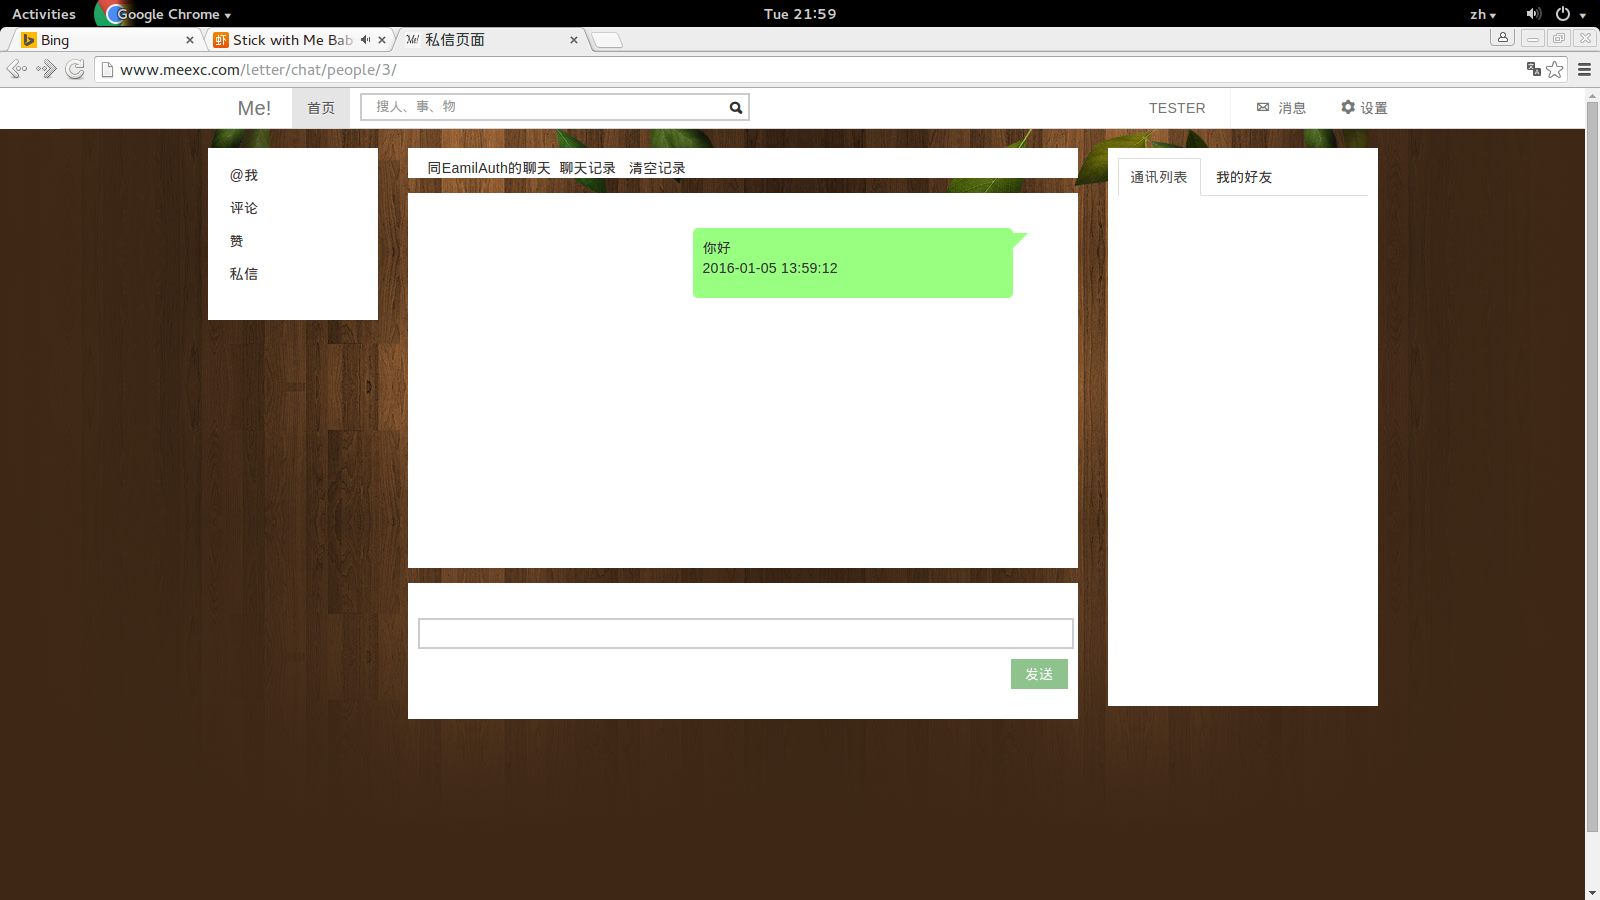 Activities Google Chrome Tue 21:59 zh
Bing Stick with Me Bab 私信页面
www.meexc.com/letter/chat/people/3/
Me! 首页 搜人、事、物 TESTER 消息 设置
@我
评论
赞
私信
同EamilAuth的聊天 聊天记录 清空记录
你好
2016-01-05 13:59:12
发送
通讯列表 我的好友